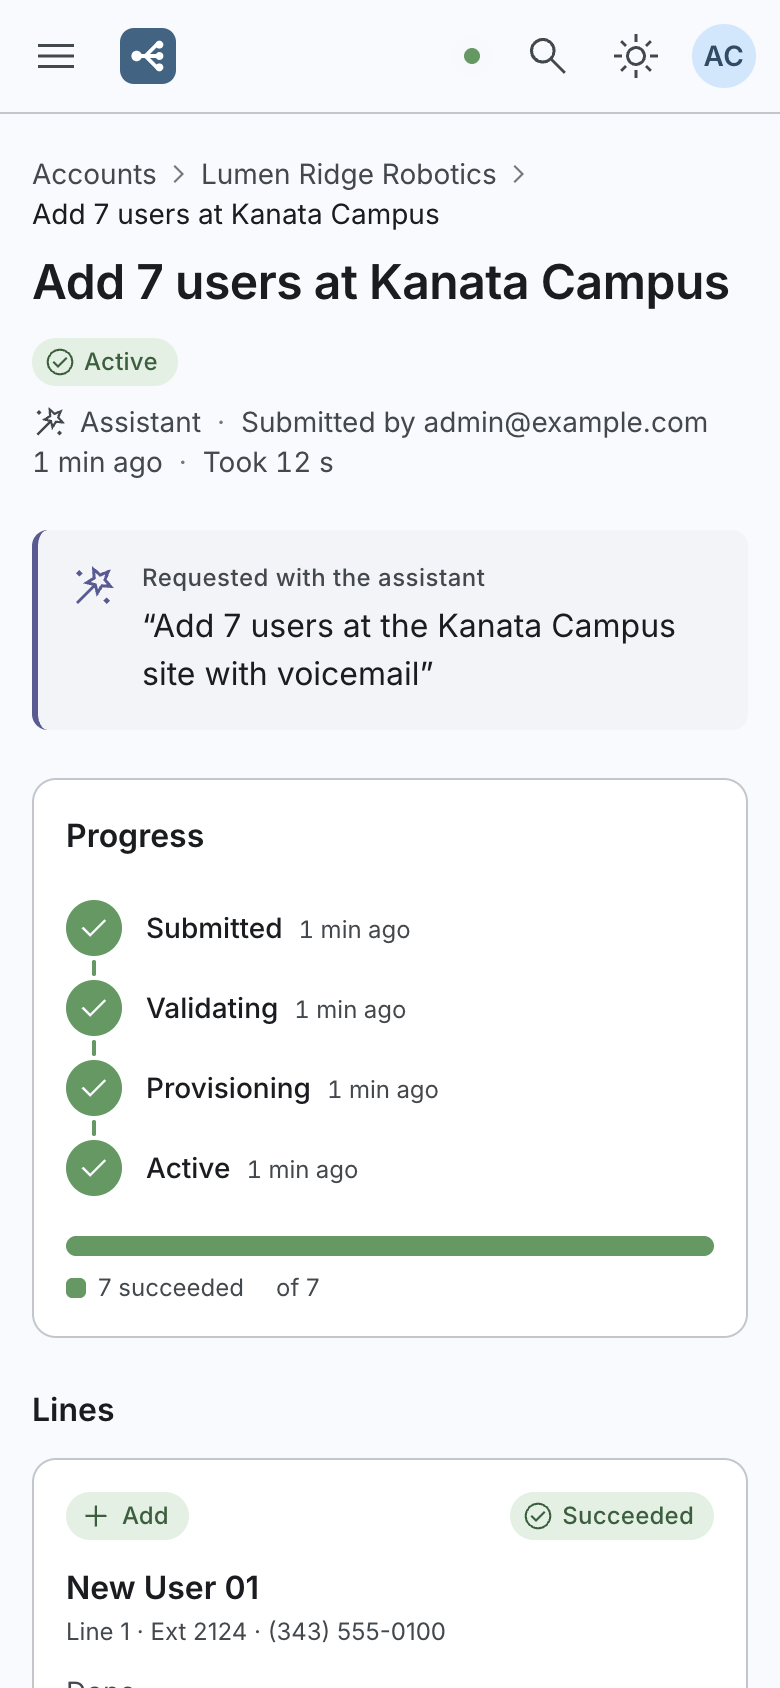 AC
Accounts > Lumen Ridge Robotics >
Add 7 users at Kanata Campus
Add 7 users at Kanata Campus
Active
Assistant · Submitted by admin@example.com
1 min ago · Took 12 s
Requested with the assistant
“Add 7 users at the Kanata Campus
site with voicemail”
Progress
Submitted 1 min ago
Validating 1 min ago
Provisioning 1 min ago
Active 1 min ago
7 succeeded of 7
Lines
+ Add Succeeded
New User 01
Line 1 · Ext 2124 · (343) 555-0100